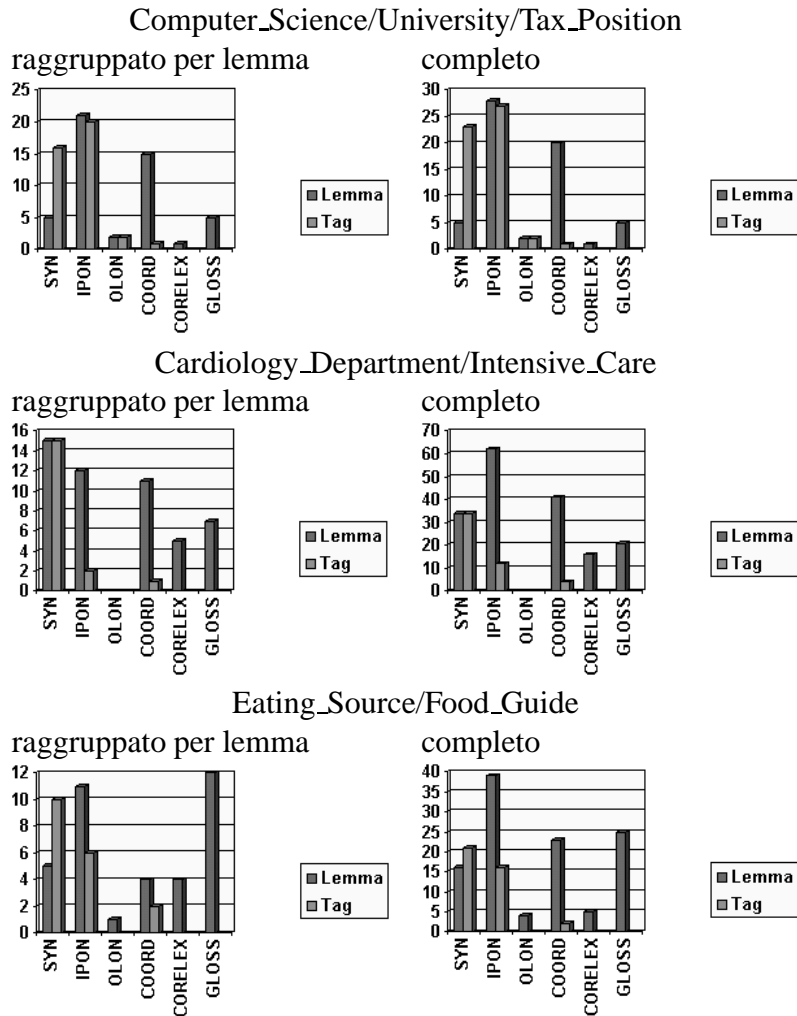 Computer_Science/University/Tax_Position
raggruppato per lemma
completo
25
20
15
10
5
0
SYN
IPON
OLON
COORD
CORELEX
GLOSS
Lemma
Tag
30
25
20
15
10
5
0
SYN
IPON
OLON
COORD
CORELEX
GLOSS
Lemma
Tag
Cardiology_Department/Intensive_Care
raggruppato per lemma
completo
16
14
12
10
8
6
4
2
0
SYN
IPON
OLON
COORD
CORELEX
GLOSS
Lemma
Tag
70
60
50
40
30
20
10
0
SYN
IPON
OLON
COORD
CORELEX
GLOSS
Lemma
Tag
Eating_Source/Food_Guide
raggruppato per lemma
completo
12
10
8
6
4
2
0
SYN
IPON
OLON
COORD
CORELEX
GLOSS
Lemma
Tag
40
35
30
25
20
15
10
5
0
SYN
IPON
OLON
COORD
CORELEX
GLOSS
Lemma
Tag